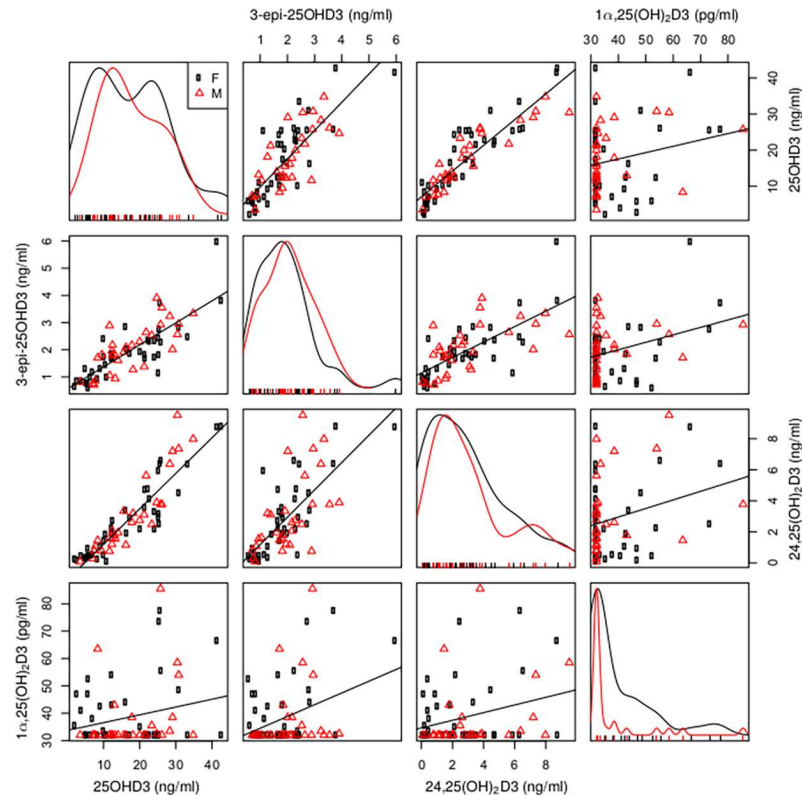 3-epi-25OHD3 (ng/ml)
1α,25(OH)₂D3 (pg/ml)
1 2 3 4 5 6
30 40 50 60 70 80
F
M
10 20 30 40
25OHD3 (ng/ml)
3-epi-25OHD3 (ng/ml)
1 2 3 4 5 6
0 2 4 6 8
24,25(OH)₂D3 (ng/ml)
1α,25(OH)₂D3 (pg/ml)
30 40 50 60 70 80
10 20 30 40
0 2 4 6 8
25OHD3 (ng/ml)
24,25(OH)₂D3 (ng/ml)